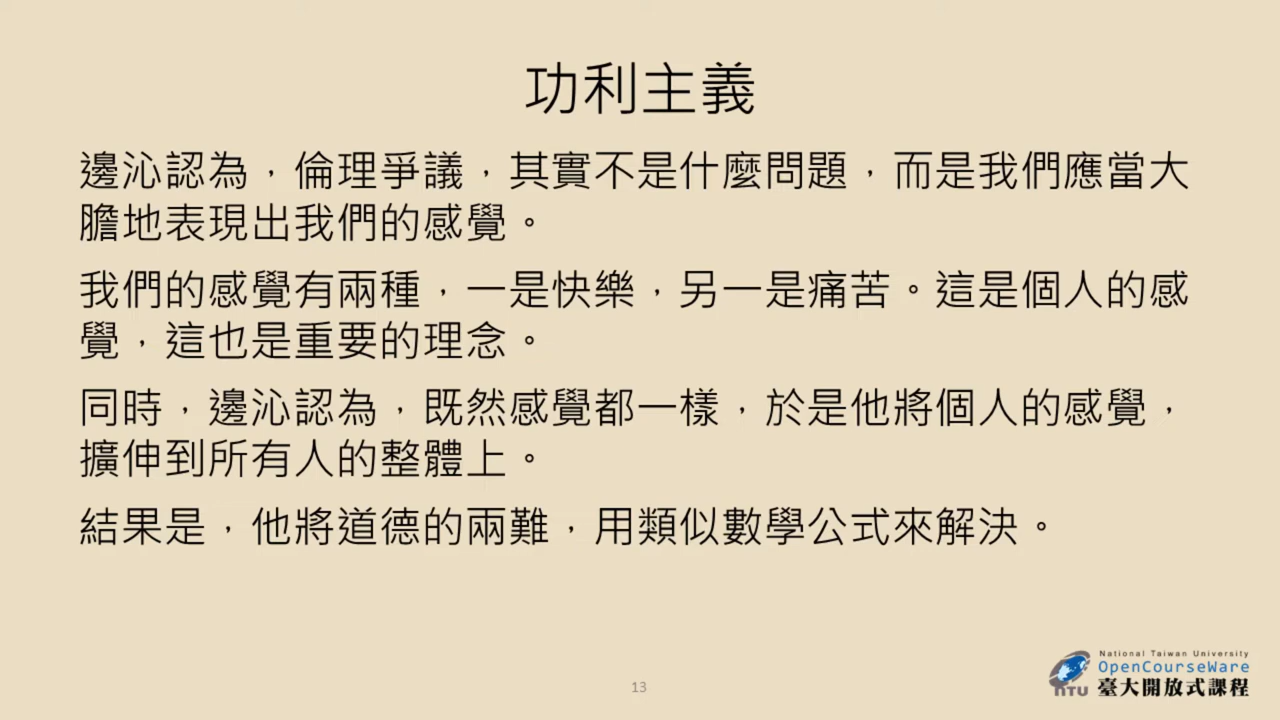 功利主義
邊沁認為，倫理爭議，其實不是什麼問題，而是我們應當大
膽地表現出我們的感覺。
我們的感覺有兩種，一是快樂，另一是痛苦。這是個人的感
覺，這也是重要的理念。
同時，邊沁認為，既然感覺都一樣，於是他將個人的感覺，
擴伸到所有人的整體上。
結果是，他將道德的兩難，用類似數學公式來解決。
13
National Taiwan University
OpenCourseWare
NTU 臺大開放式課程